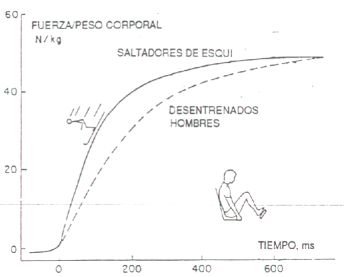 60
FUERZA/PESO CORPORAL
N/kg
SALTADORES DE ESQUI
40
DESENTRENADOS
HOMBRES
20
TIEMPO, ms
0
0 200 400 600